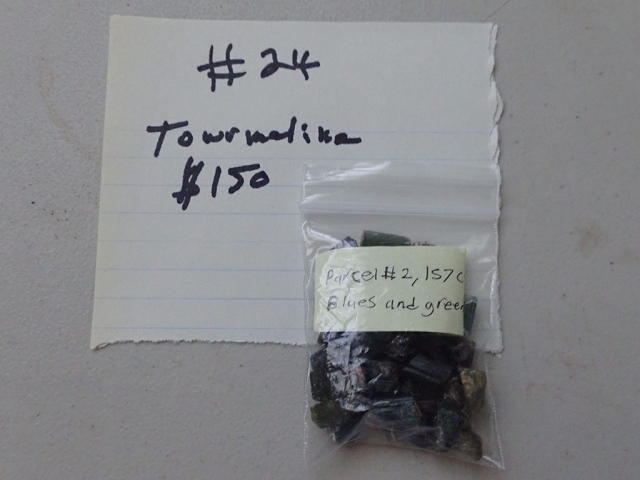 # 24
Tourmaline
$150
Parcel #2, 157c
Blues and green